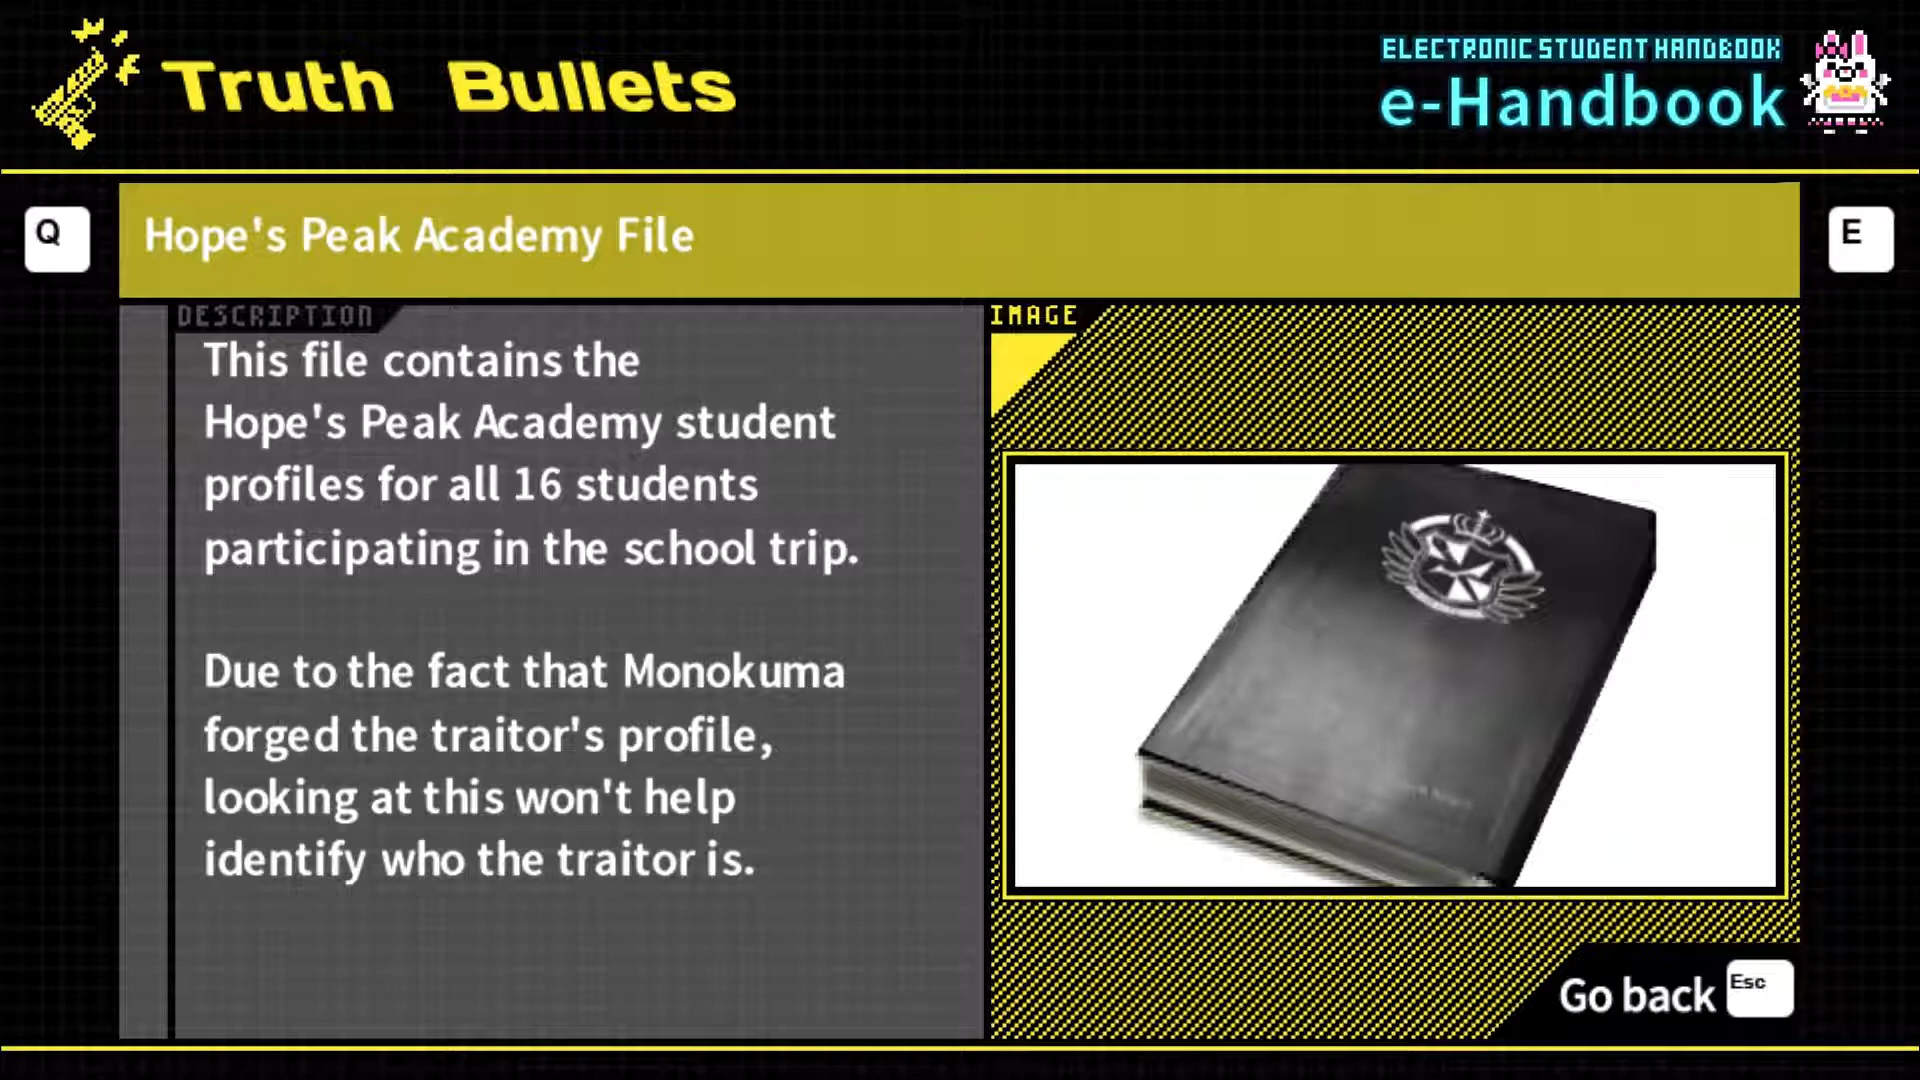 Truth Bullets
ELECTRONIC STUDENT HANDBOOK
e-Handbook
Q
Hope's Peak Academy File
E
DESCRIPTION
This file contains the
Hope's Peak Academy student
profiles for all 16 students
participating in the school trip.
Due to the fact that Monokuma
forged the traitor's profile,
looking at this won't help
identify who the traitor is.
IMAGE
Go back Esc